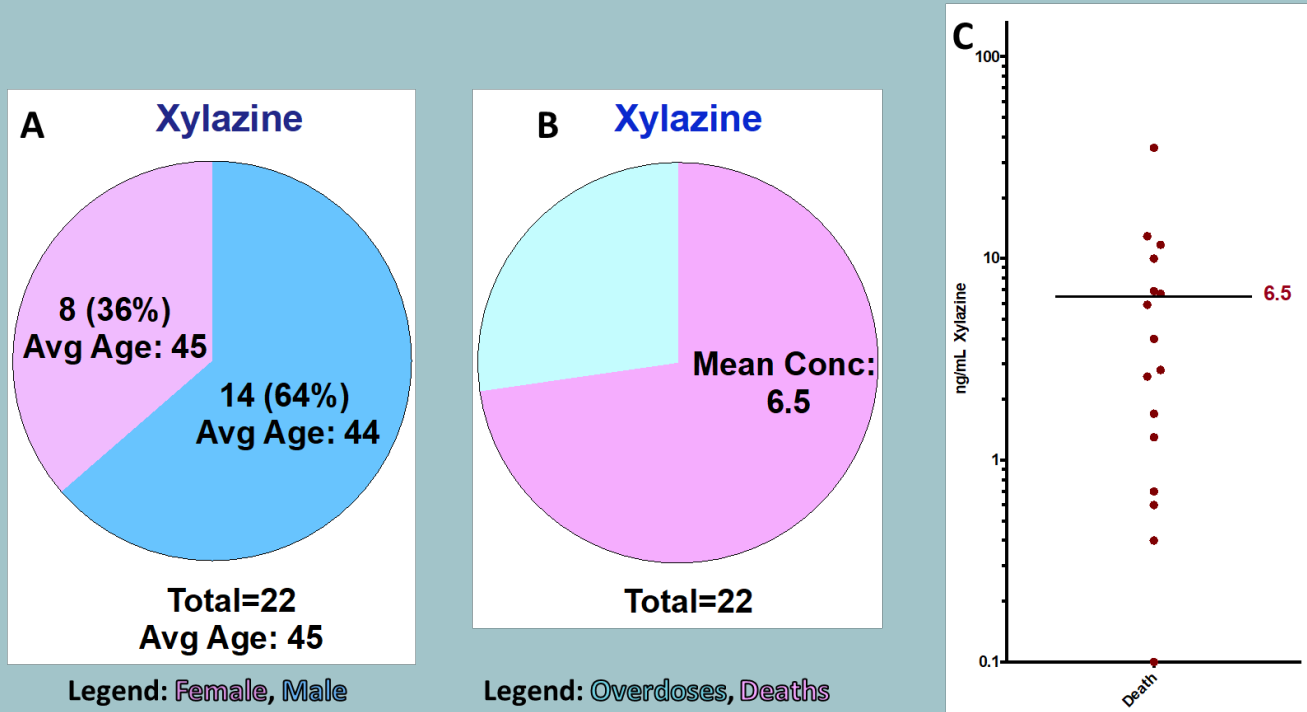 A
Xylazine
8 (36%)
Avg Age: 45
14 (64%)
Avg Age: 44
Total=22
Avg Age: 45
Legend: Female, Male
B
Xylazine
Mean Conc:
6.5
Total=22
Legend: Overdoses, Deaths
C
ng/mL Xylazine
100
10
1
0.1
6.5
Death